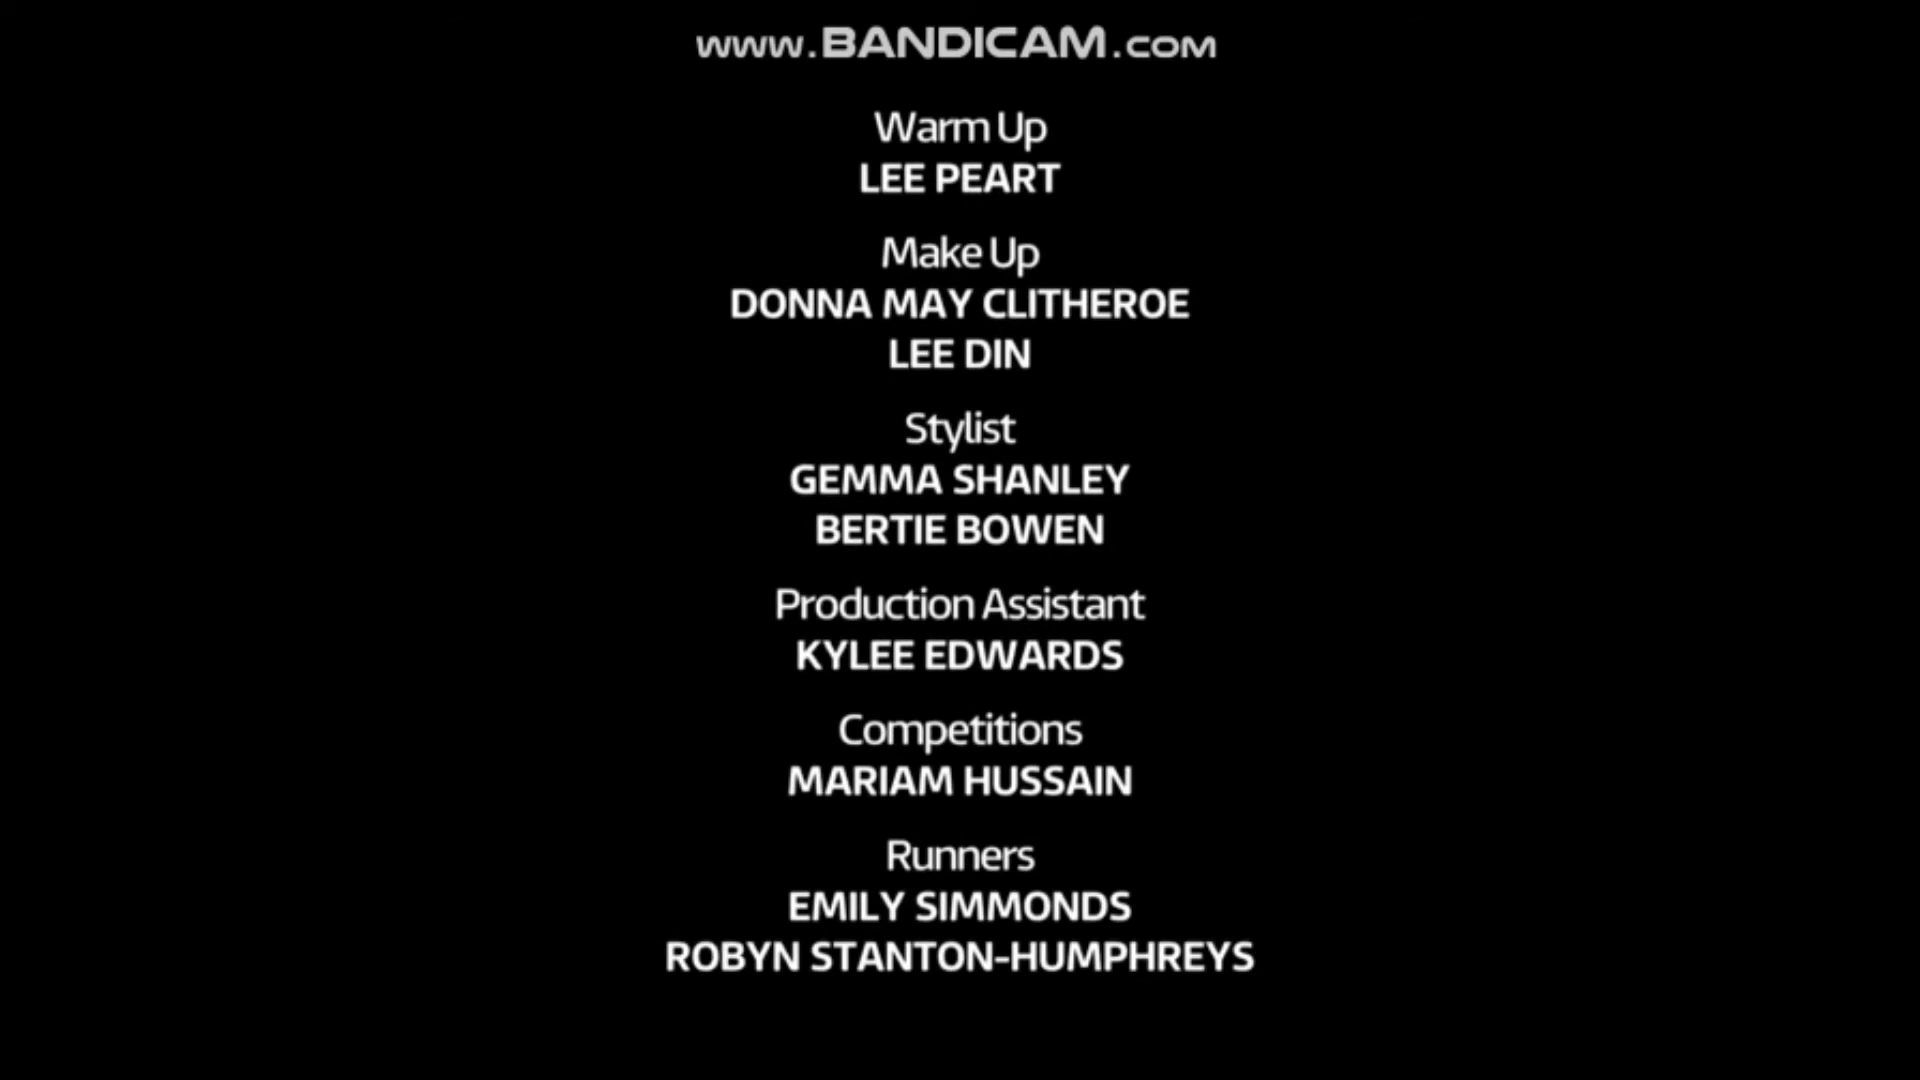 www.BANDICAM.com
Warm Up
LEE PEART
Make Up
DONNA MAY CLITHEROE
LEE DIN
Stylist
GEMMA SHANLEY
BERTIE BOWEN
Production Assistant
KYLEE EDWARDS
Competitions
MARIAM HUSSAIN
Runners
EMILY SIMMONDS
ROBYN STANTON-HUMPHREYS